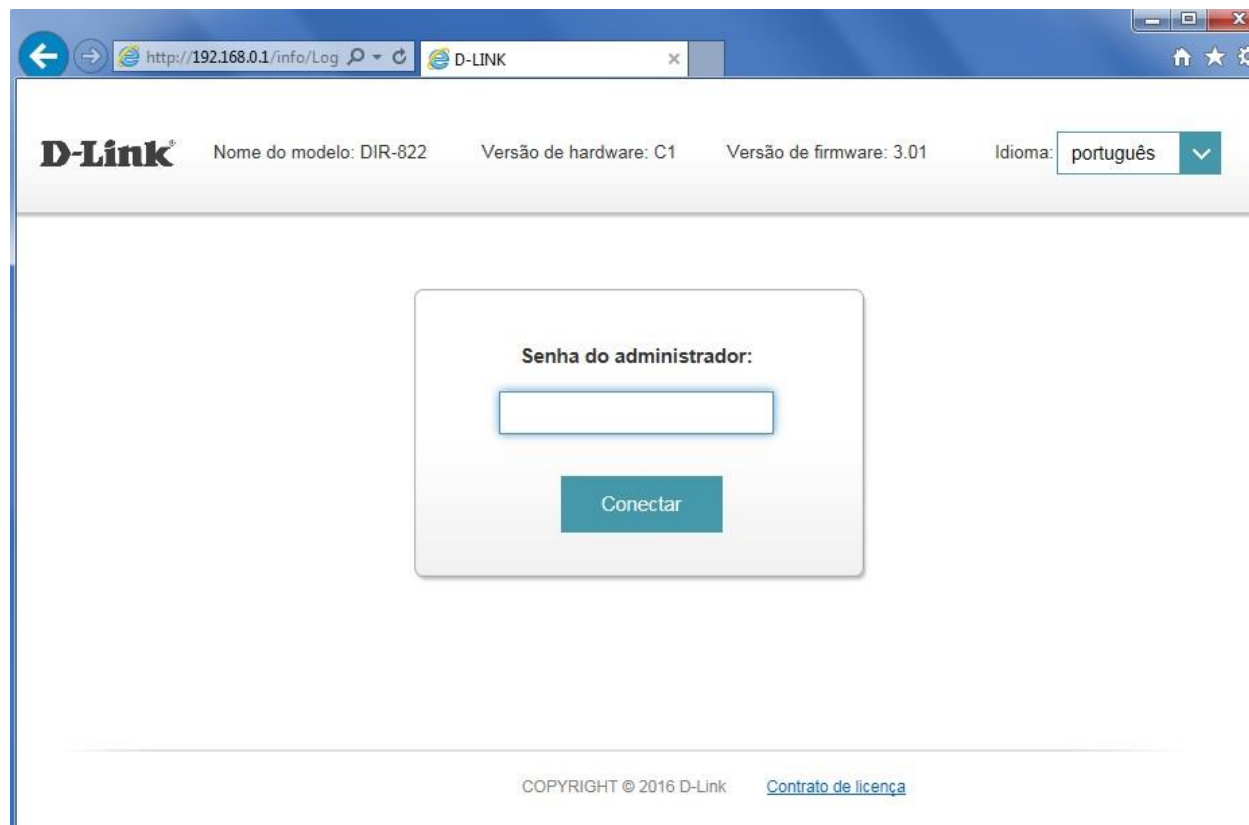 http://192.168.0.1/info/Log
D-LINK
D-Link®
Nome do modelo: DIR-822
Versão de hardware: C1
Versão de firmware: 3.01
Idioma: português
Senha do administrador:
Conectar
COPYRIGHT © 2016 D-Link
Contrato de licença